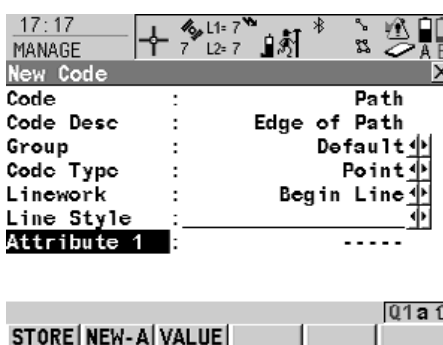 17:17
MANAGE
7 L1= 7
L2= 7
A
New Code X
Code : Path
Code Desc : Edge of Path
Group : Default
Code Type : Point
Linework : Begin Line
Line Style :
Attribute 1 : -----
Q1a
STORE NEW-A VALUE